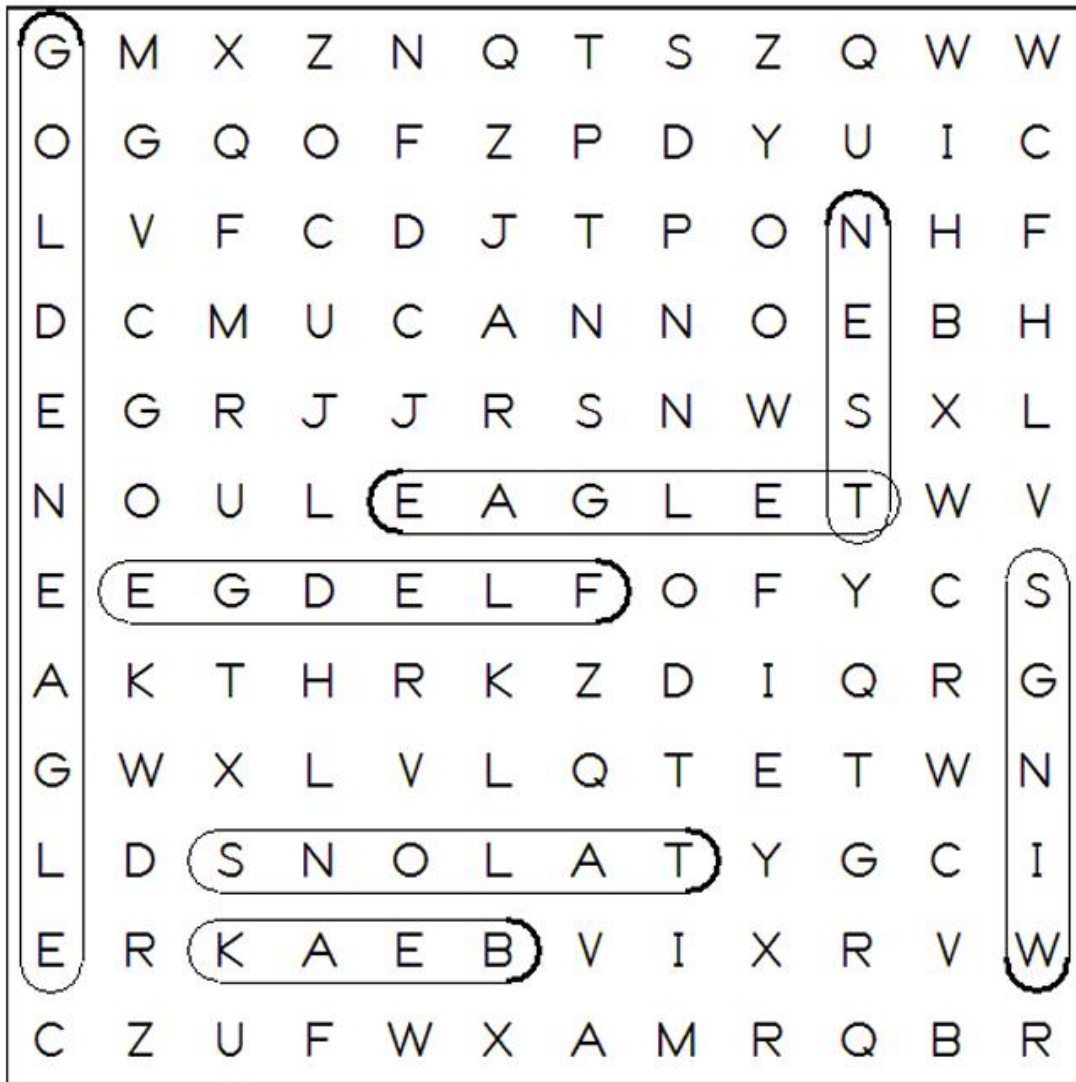 G M X Z N Q T S Z Q W W
O G Q O F Z P D Y U I C
L V F C D J T P O N H F
D C M U C A N N O E B H
E G R J J R S N W S X L
N O U L E A G L E T W V
E E G D E L F O F Y C S
A K T H R K Z D I Q R G
G W X L V L Q T E T W N
L D S N O L A T Y G C I
E R K A E B V I X R V W
C Z U F W X A M R Q B R